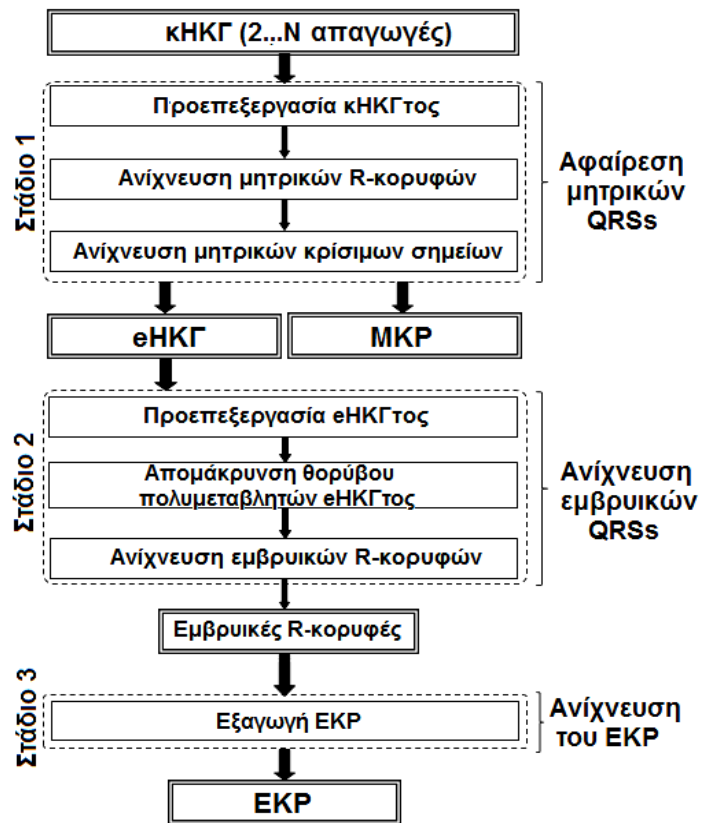 κΗΚΓ (2...Ν απαγωγές)
Στάδιο 1
Προεπεξεργασία κΗΚΓτος
Ανίχνευση μητρικών R-κορυφών
Ανίχνευση μητρικών κρίσιμων σημείων
Αφαίρεση
μητρικών
QRSs
eΗΚΓ
ΜΚΡ
Στάδιο 2
Προεπεξεργασία eΗΚΓτος
Απομάκρυνση θορύβου
πολυμεταβλητών eΗΚΓτος
Ανίχνευση εμβρυικών R-κορυφών
Ανίχνευση
εμβρυικών
QRSs
Εμβρυικές R-κορυφές
Στάδιο 3
Εξαγωγή ΕΚΡ
Ανίχνευση
του ΕΚΡ
ΕΚΡ